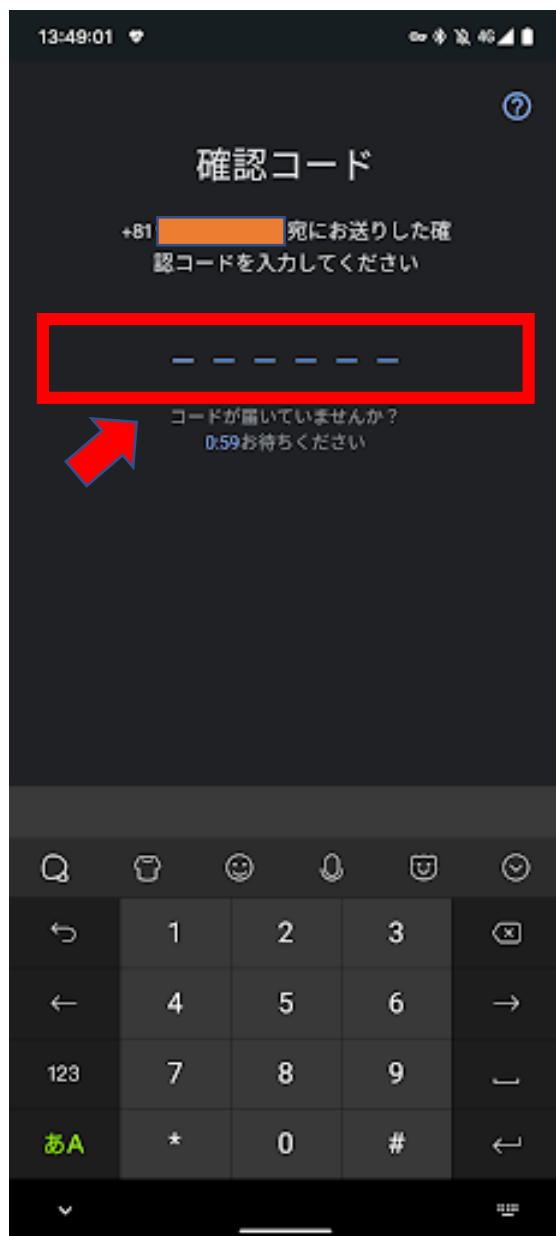 13:49:01
4G
確認コード
+81 宛にお送りした確
認コードを入力してください
コードが届いていませんか？
0:59お待ちください
1 2 3
4 5 6
123 7 8 9
あA * 0 #